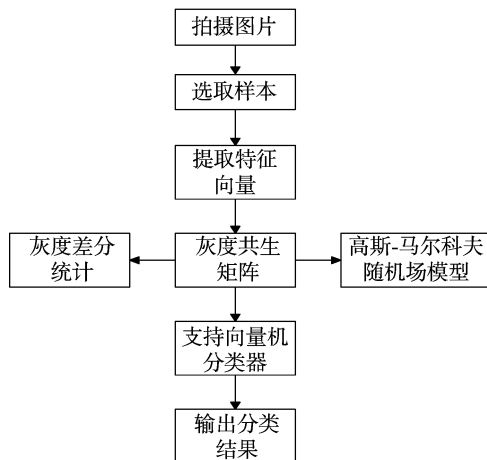 拍摄图片
选取样本
提取特征
向量
灰度差分
统计
灰度共生
矩阵
高斯-马尔科夫
随机场模型
支持向量机
分类器
输出分类
结果